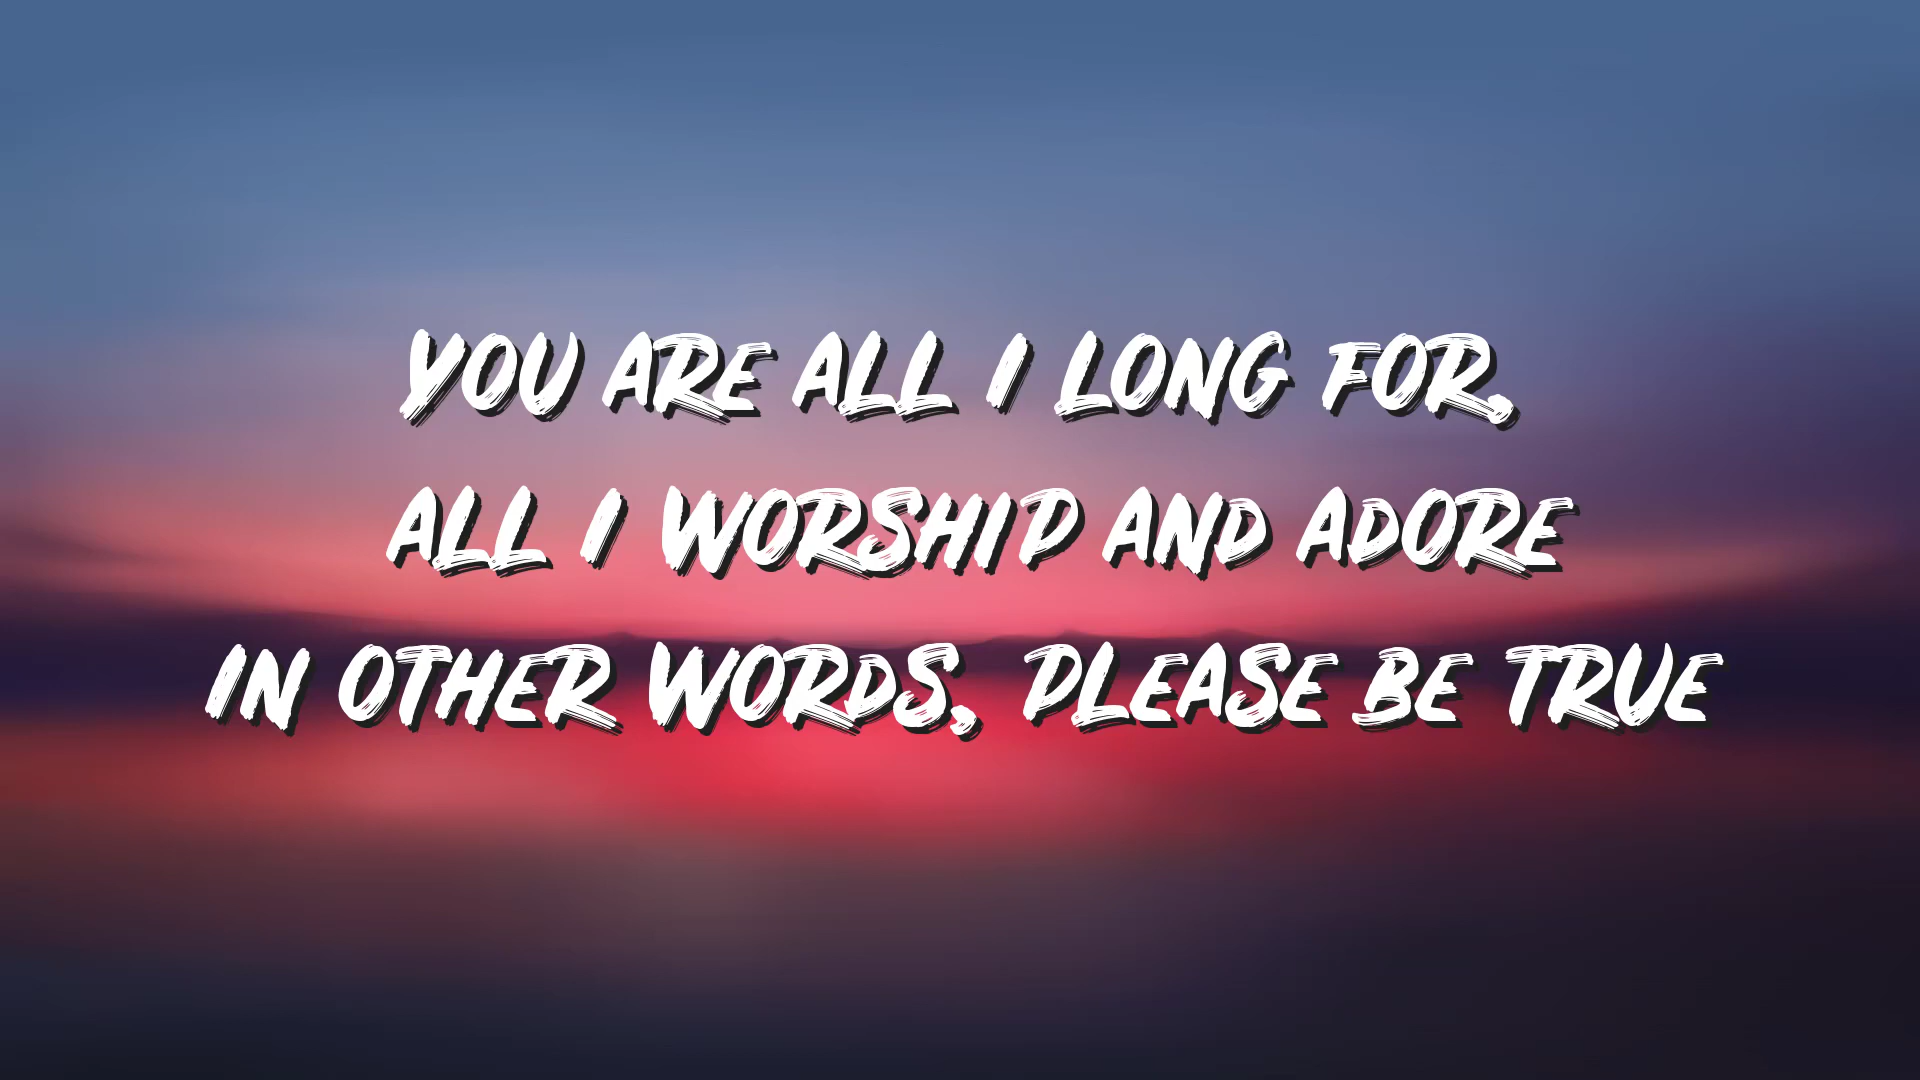 YOU ARE ALL I LONG FOR,
ALL I WORSHIP AND ADORE
IN OTHER WORDS, PLEASE BE TRUE